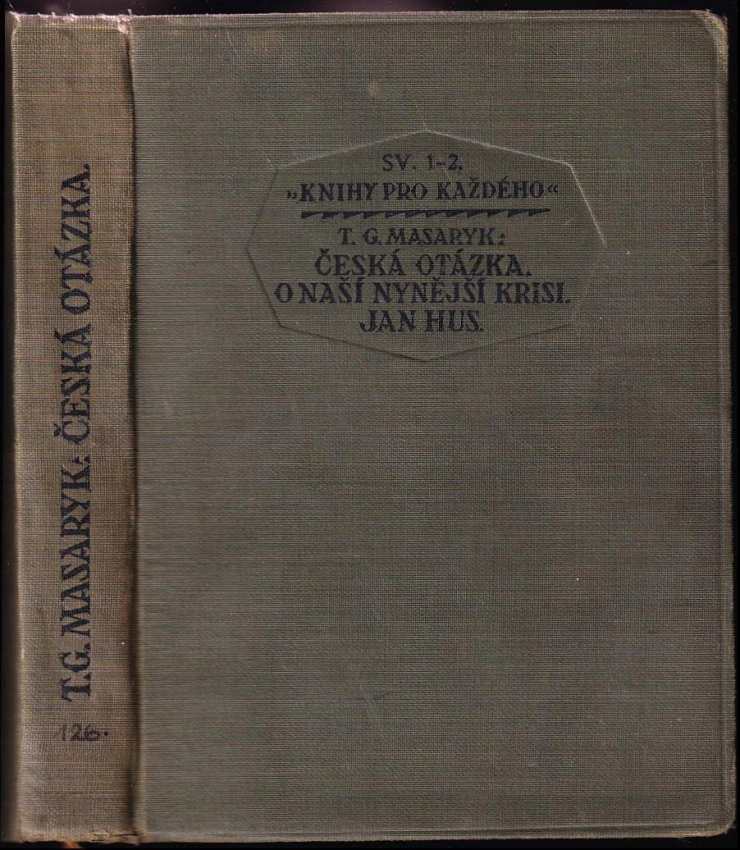 SV. 1-2.
„KNIHY PRO KAŽDÉHO“
T. G. MASARYK:
ČESKÁ OTÁZKA.
O NAŠÍ NYNĚJŠÍ KRISI.
JAN HUS.
T.G. MASARYK: ČESKÁ OTÁZKA.
126.